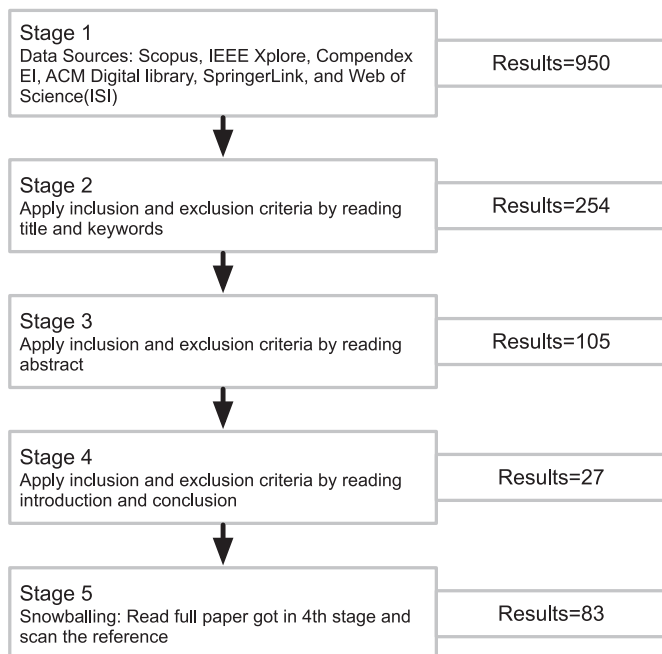 Stage 1
Data Sources: Scopus, IEEE Xplore, Compendex
EI, ACM Digital library, SpringerLink, and Web of
Science(ISI)
Results=950
Stage 2
Apply inclusion and exclusion criteria by reading
title and keywords
Results=254
Stage 3
Apply inclusion and exclusion criteria by reading
abstract
Results=105
Stage 4
Apply inclusion and exclusion criteria by reading
introduction and conclusion
Results=27
Stage 5
Snowballing: Read full paper got in 4th stage and
scan the reference
Results=83